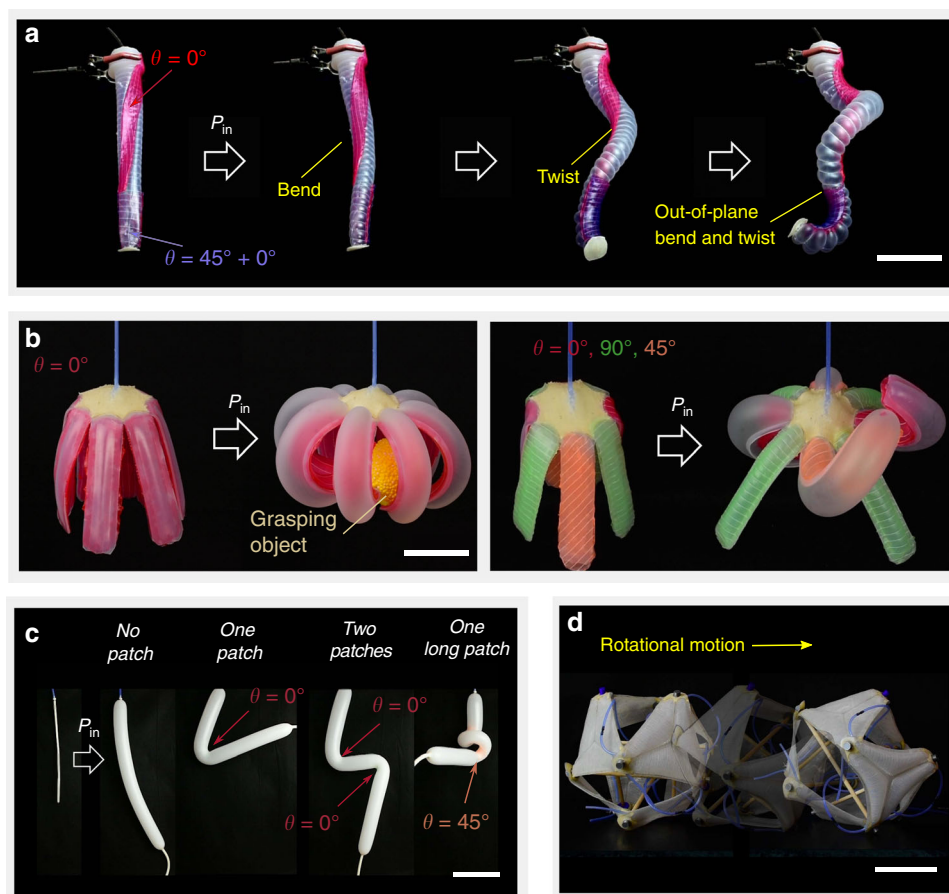 a
θ = 0°
P_in
Bend
Twist
Out-of-plane
bend and twist
θ = 45° + 0°
b
θ = 0°
P_in
Grasping
object
θ = 0°, 90°, 45°
P_in
c
No
patch
One
patch
Two
patches
One
long patch
P_in
θ = 0°
θ = 0°
θ = 0°
θ = 45°
d
Rotational motion